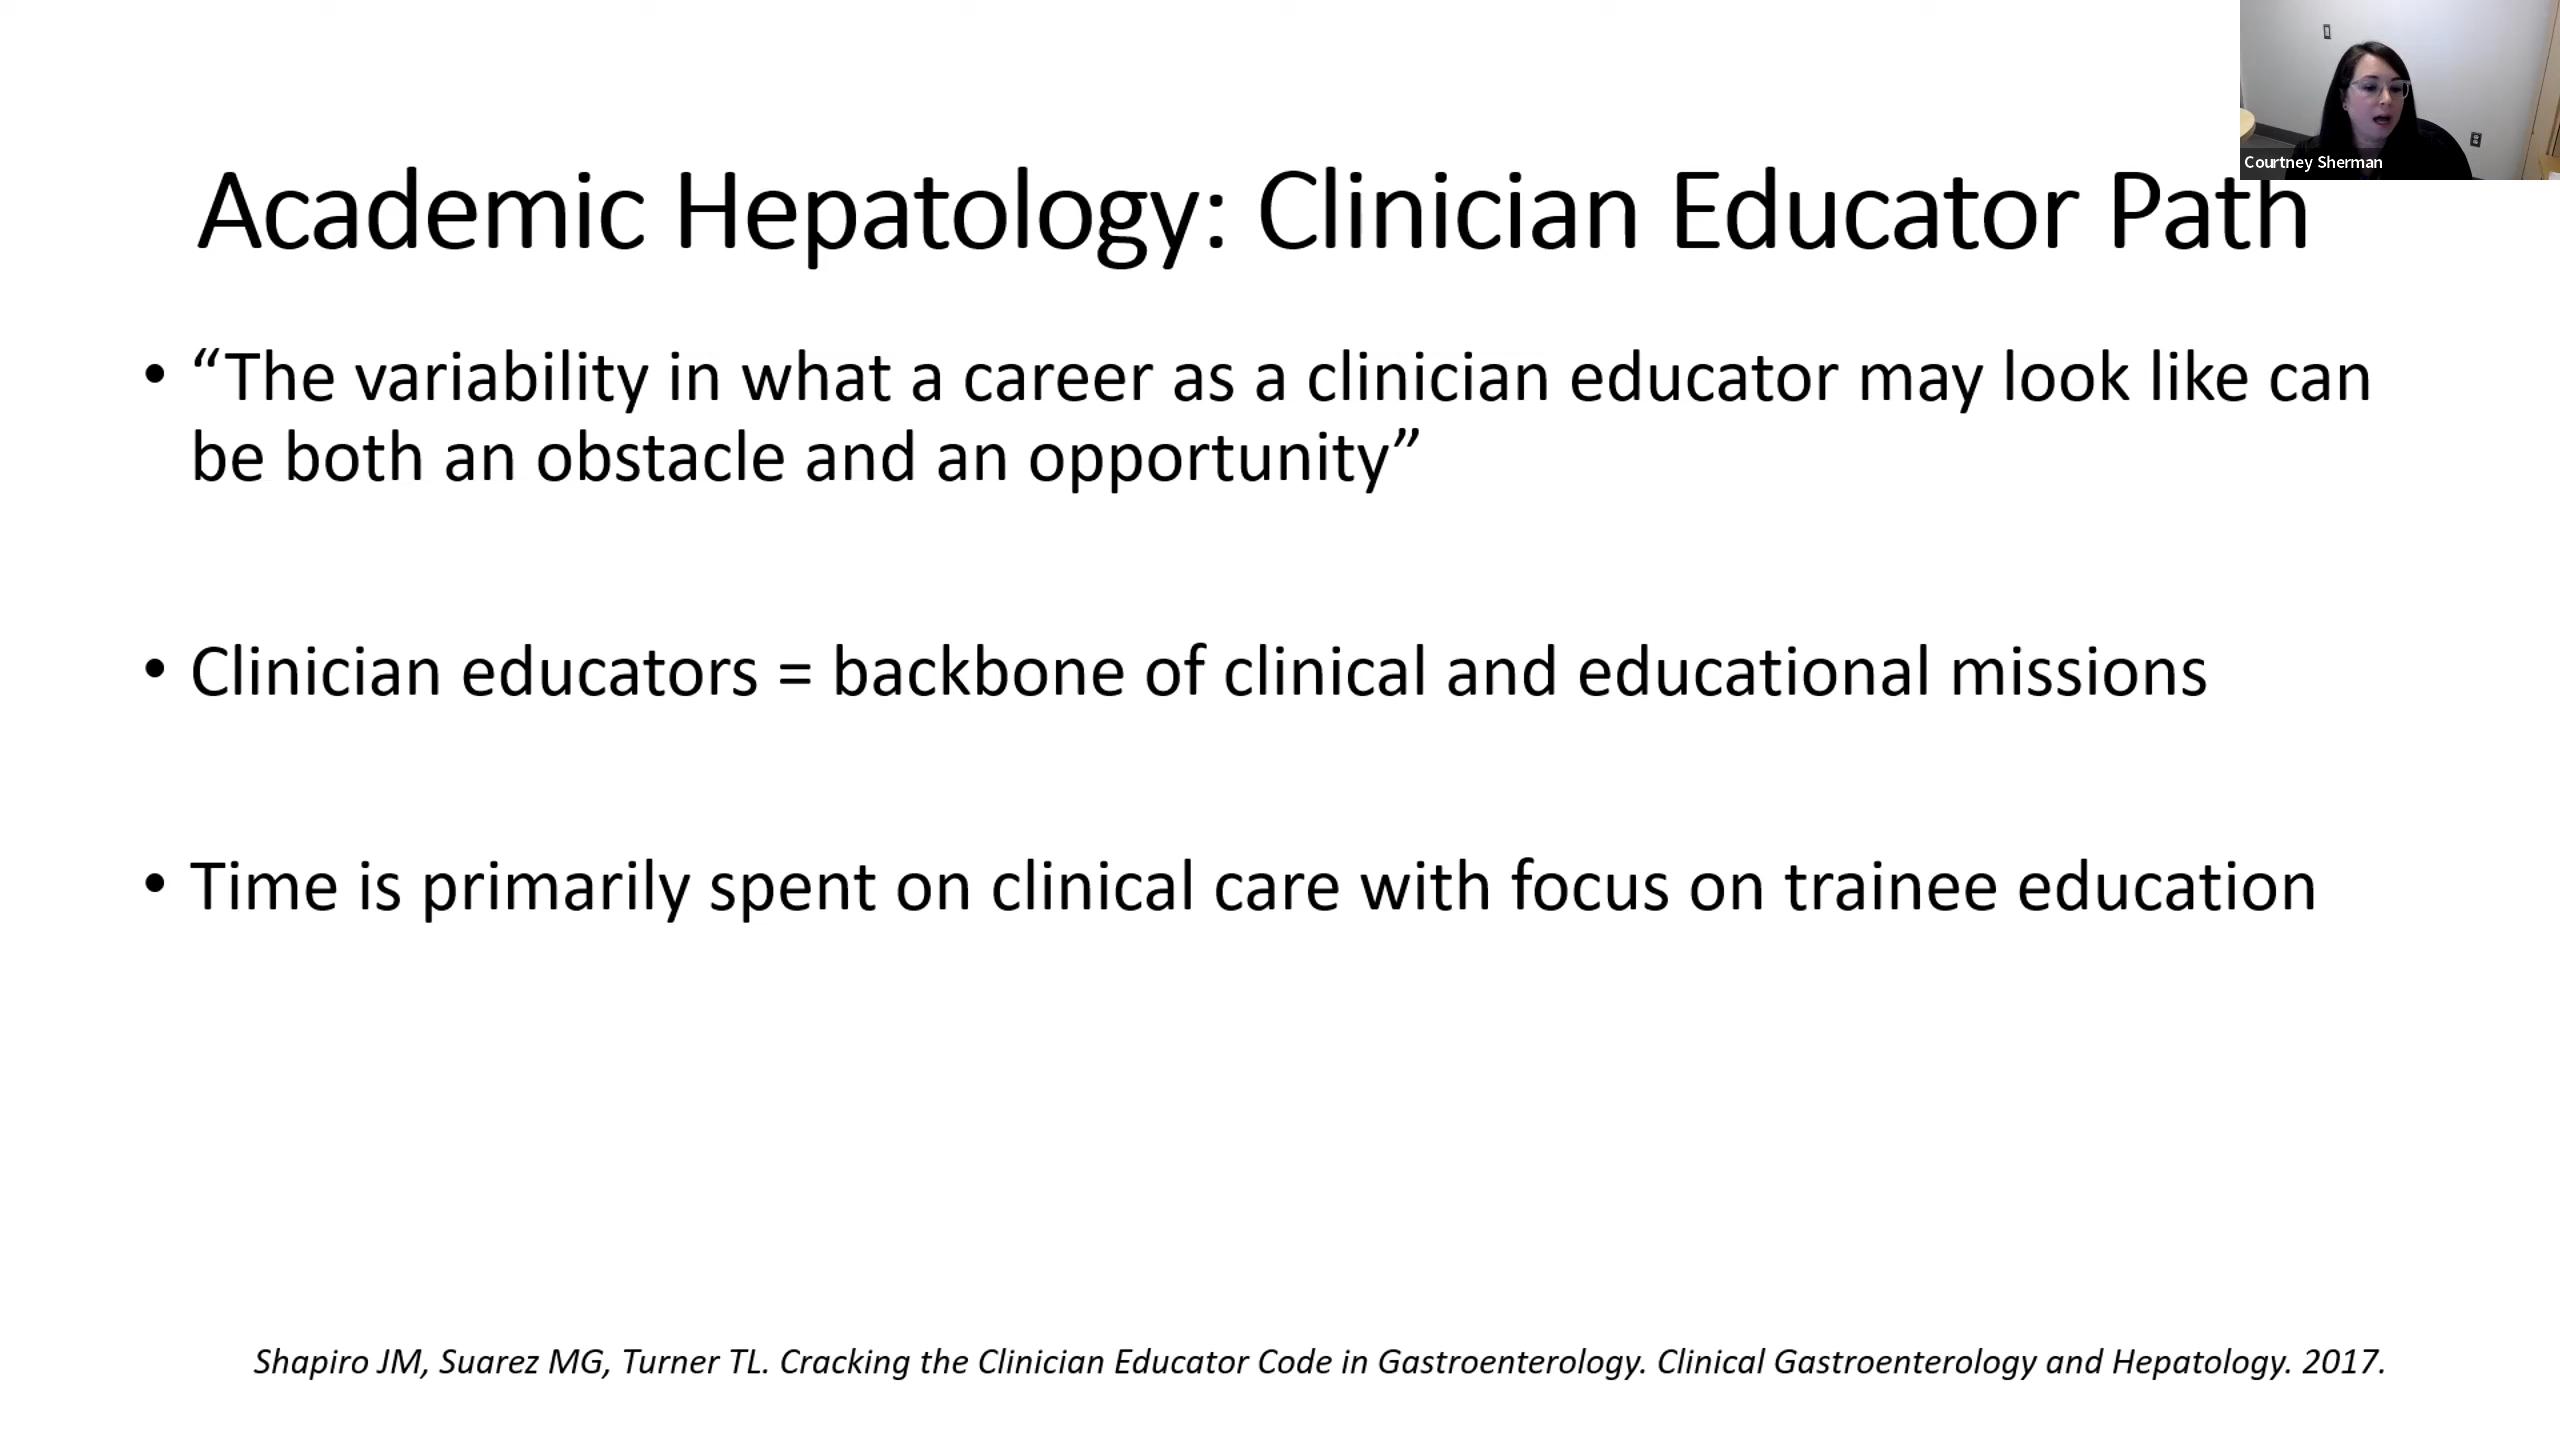 Courtney Sherman
Academic Hepatology: Clinician Educator Path
• “The variability in what a career as a clinician educator may look like can
be both an obstacle and an opportunity”
• Clinician educators = backbone of clinical and educational missions
• Time is primarily spent on clinical care with focus on trainee education
Shapiro JM, Suarez MG, Turner TL. Cracking the Clinician Educator Code in Gastroenterology. Clinical Gastroenterology and Hepatology. 2017.